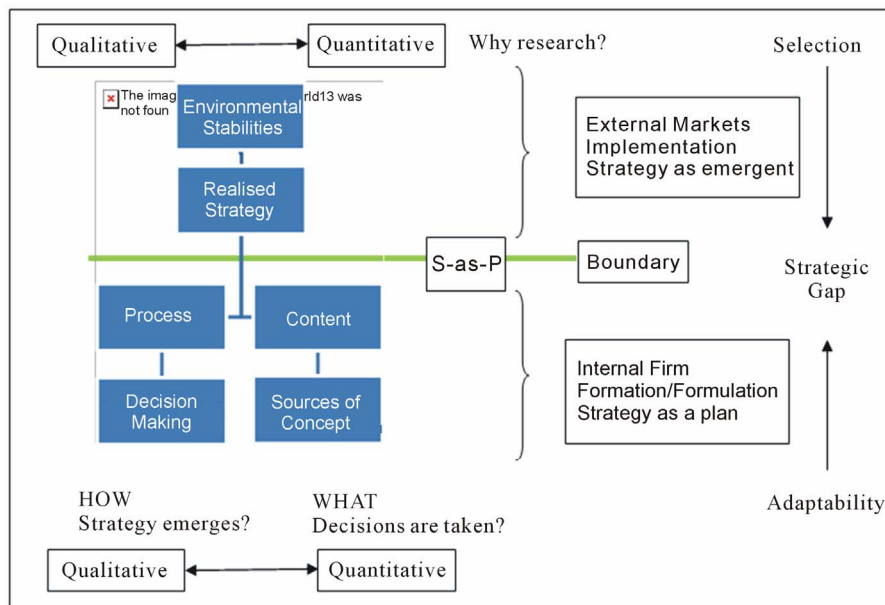 Qualitative
Quantitative
Why research?
Selection
The imag
rld13 was
not foun
Environmental
Stabilities
Realised
Strategy
External Markets
Implementation
Strategy as emergent
S-as-P
Boundary
Strategic
Gap
Process
Content
Decision
Making
Sources of
Concept
Internal Firm
Formation/Formulation
Strategy as a plan
HOW
Strategy emerges?
WHAT
Decisions are taken?
Adaptability
Qualitative
Quantitative